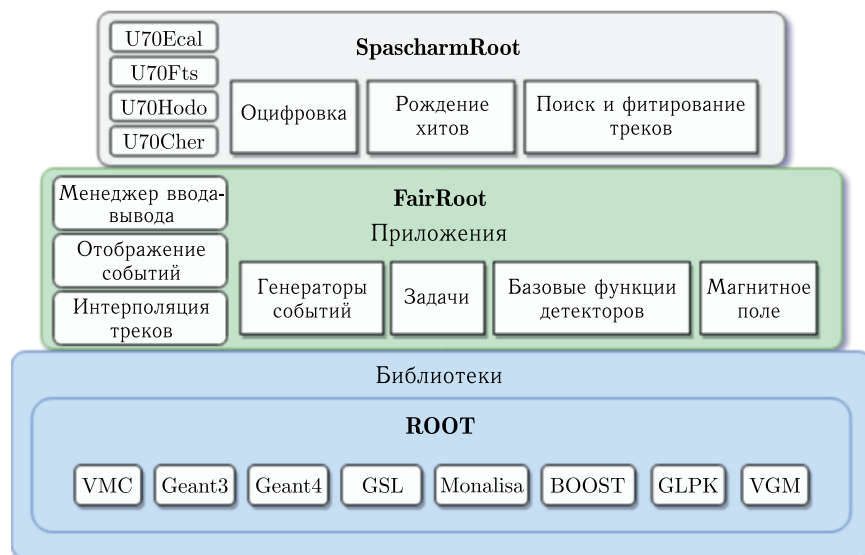 U70Ecal
U70Fts
U70Hodo
U70Cher
SpascharmRoot
Оцифровка
Рождение
хитов
Поиск и фитирование
треков
Менеджер ввода-
вывода
Отображение
событий
Интерполяция
треков
FairRoot
Приложения
Генераторы
событий
Задачи
Базовые функции
детекторов
Магнитное
поле
Библиотеки
ROOT
VMC
Geant3
Geant4
GSL
Monalisa
BOOST
GLPK
VGM